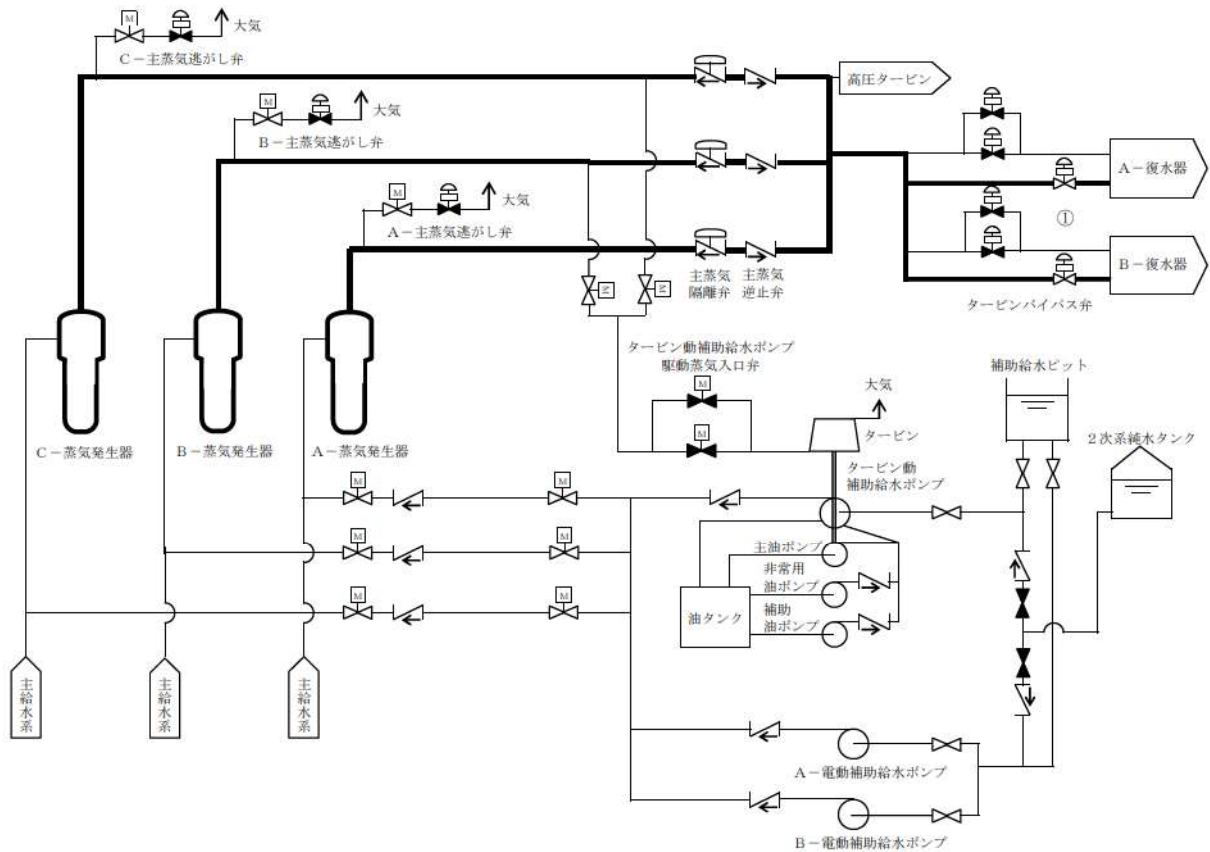 M
大気
C－主蒸気逃がし弁
M
大気
B－主蒸気逃がし弁
M
大気
A－主蒸気逃がし弁
高圧タービン
A－復水器
①
B－復水器
主蒸気
隔離弁
主蒸気
逆止弁
タービンバイパス弁
M
M
タービン動補助給水ポンプ
駆動蒸気入口弁
M
M
大気
タービン
補助給水ピット
2次系純水タンク
C－蒸気発生器
B－蒸気発生器
A－蒸気発生器
タービン動
補助給水ポンプ
M
M
M
M
M
M
主油ポンプ
非常用
油ポンプ
補助
油ポンプ
油タンク
主給水系
主給水系
主給水系
A－電動補助給水ポンプ
B－電動補助給水ポンプ